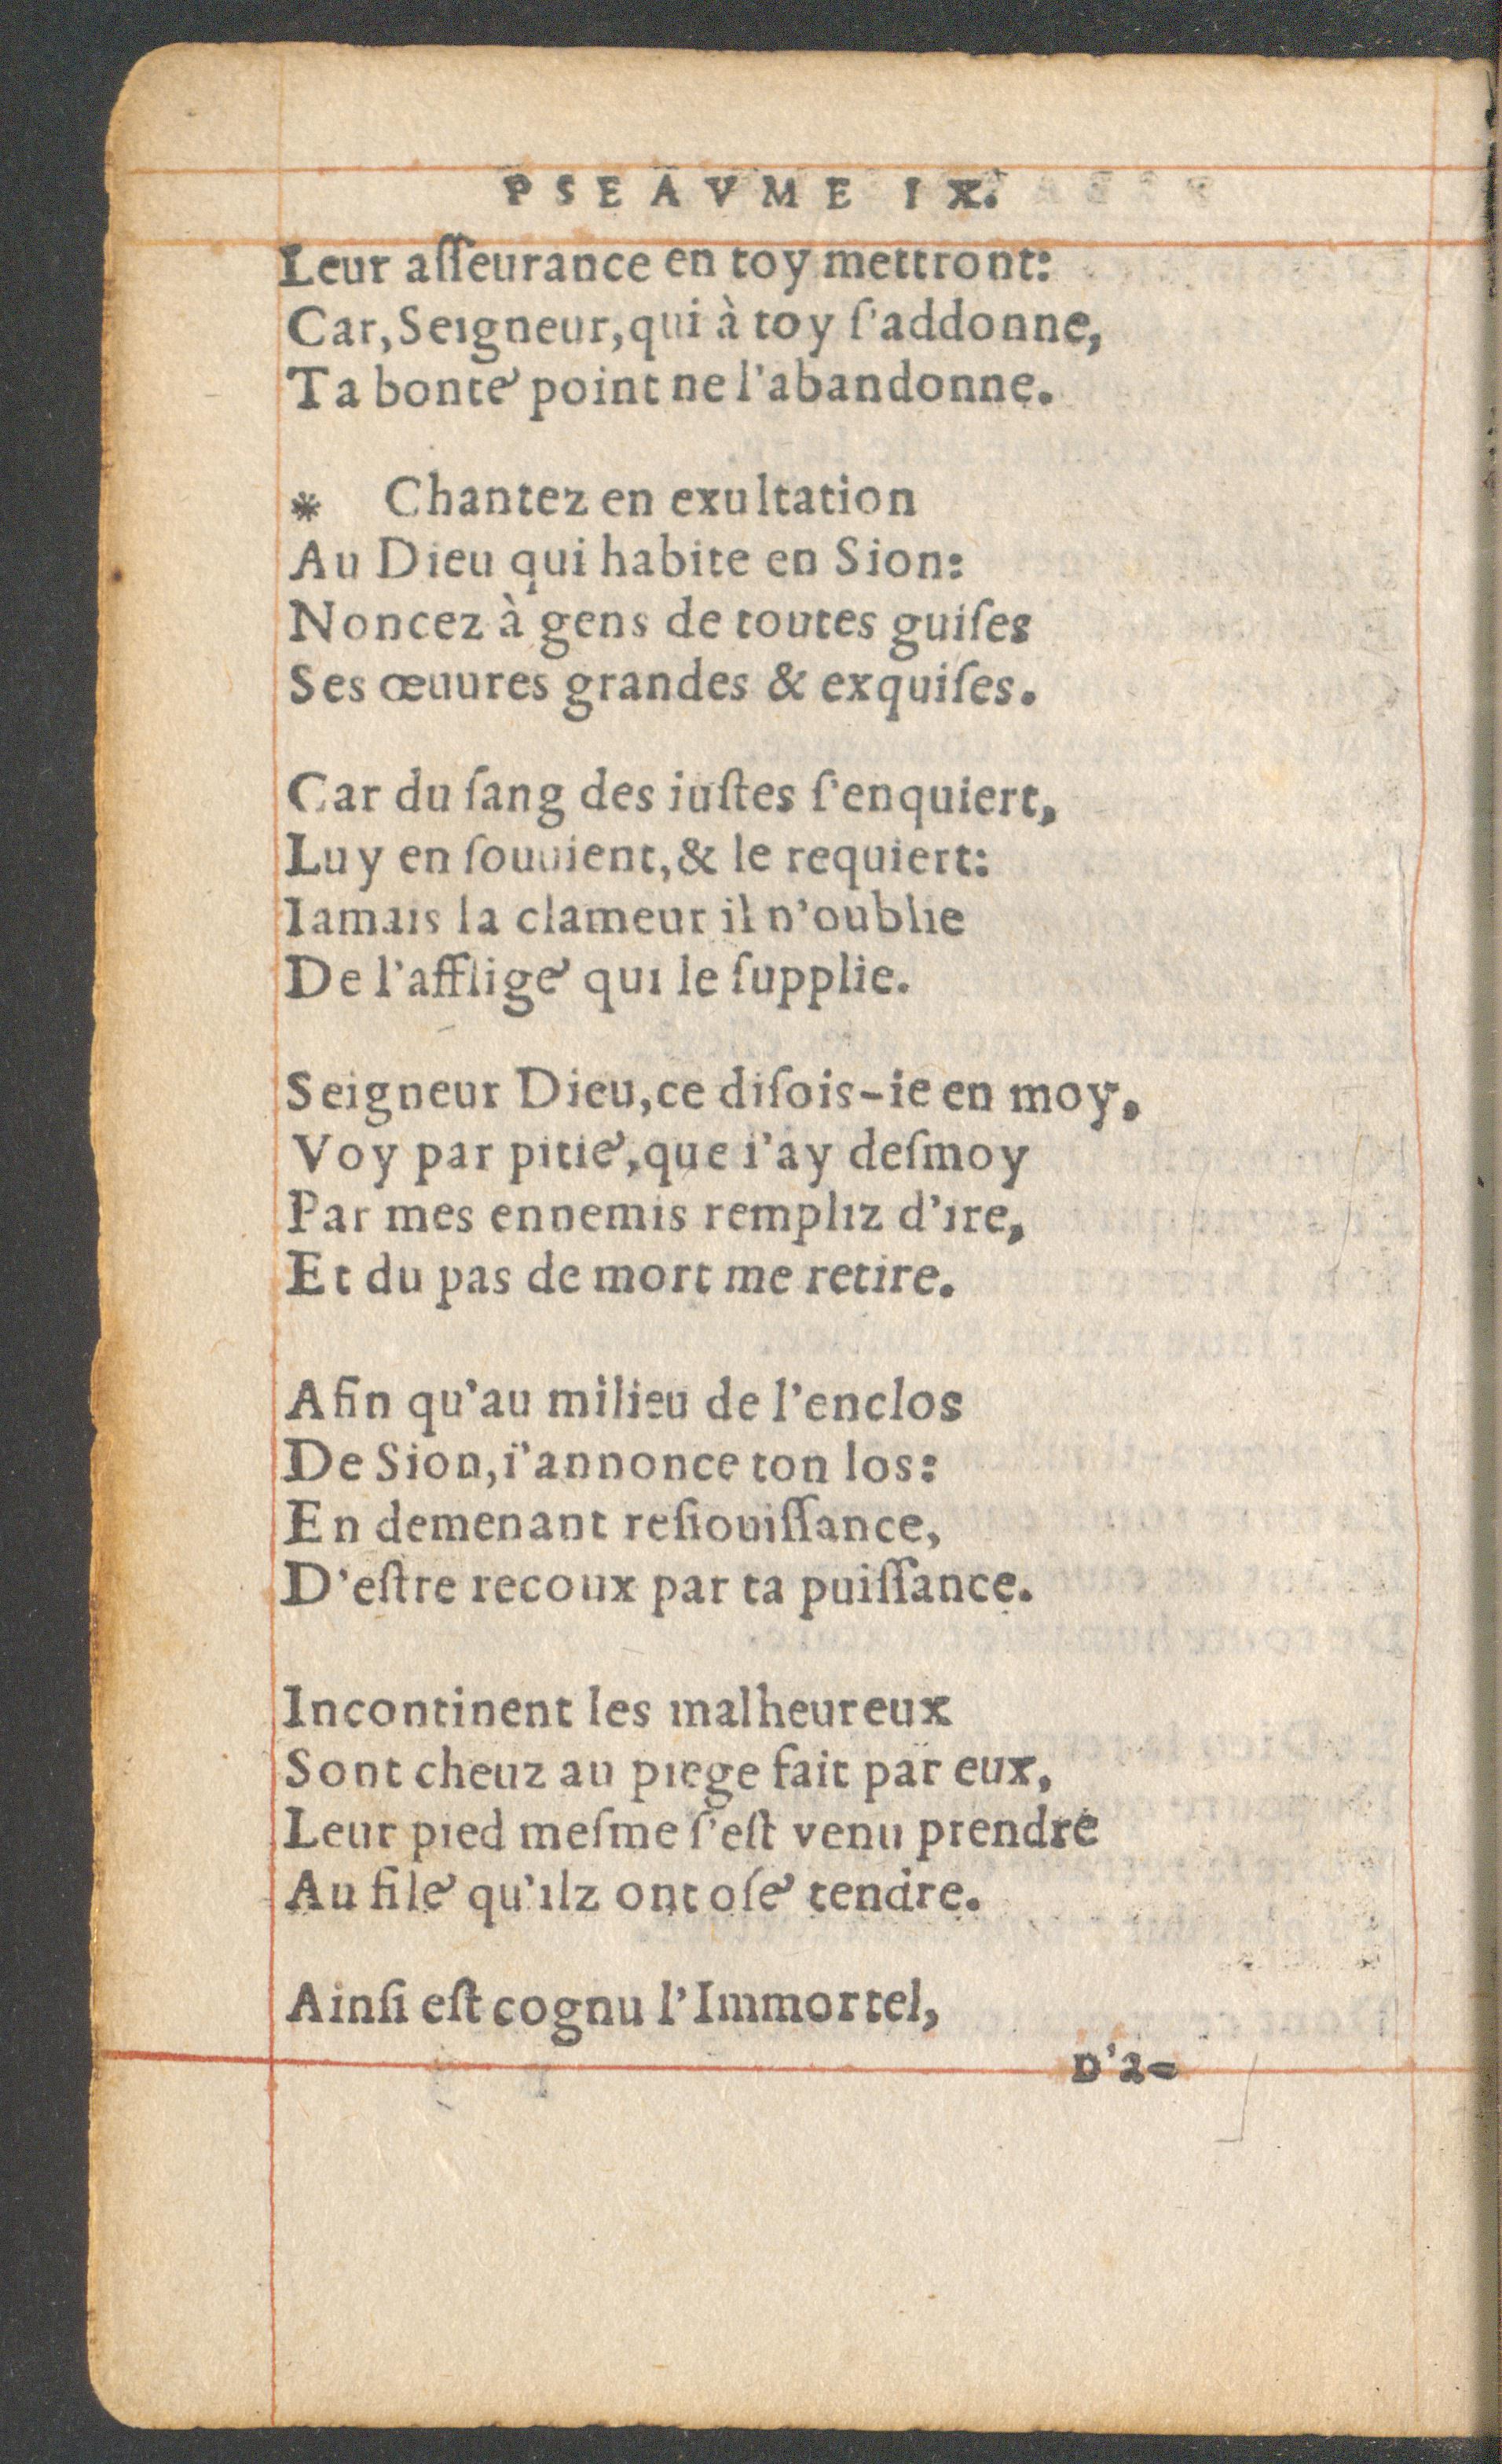 PSEAVME IX.
Leur aſſeurance en toy mettront:
Car, Seigneur, qui à toy ſ'addonne,
Ta bonté point ne l'abandonne.
* Chantez en exultation
Au Dieu qui habite en Sion:
Noncez à gens de toutes guiſes
Ses œuures grandes & exquiſes.
Car du ſang des iuſtes ſ'enquiert,
Luy en ſouuient, & le requiert:
Iamais la clameur il n'oublie
De l'affligé qui le ſupplie.
Seigneur Dieu, ce diſois-ie en moy,
Voy par pitié, que i'ay deſmoy
Par mes ennemis rempliz d'ire,
Et du pas de mort me retire.
Afin qu'au milieu de l'enclos
De Sion, i'annonce ton los:
En demenant reſiouiſſance,
D'eſtre recoux par ta puiſſance.
Incontinent les malheureux
Sont cheuz au piege fait par eux,
Leur pied meſme ſ'eſt venu prendre
Au filé qu'ilz ont oſé tendre.
Ainſi eſt cognu l'Immortel,
D'a-